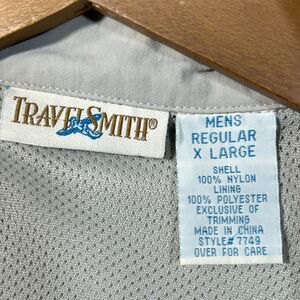 TRAVELSMITH®
MENS
REGULAR
X LARGE
SHELL
100% NYLON
LINING
100% POLYESTER
EXCLUSIVE OF
TRIMMING
MADE IN CHINA
STYLE# 7749
OVER FOR CARE